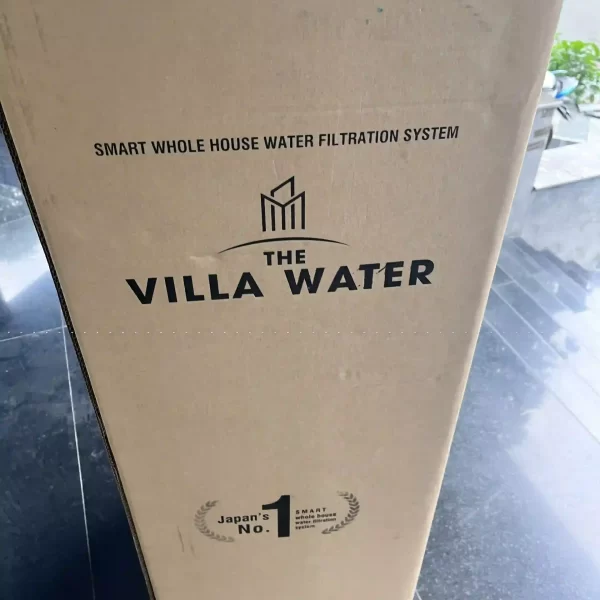 SMART WHOLE HOUSE WATER FILTRATION SYSTEM
THE
VILLA WATER
Japan's
No. 1
SMART
whole house
water filtration
system